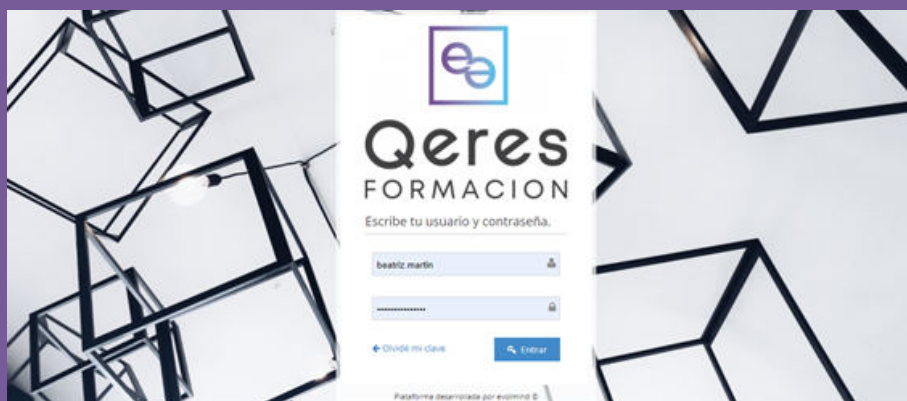 Qeres
FORMACION
Escribe tu usuario y contraseña.
beatriz.martin
Olvidé mi clave
Entrar
Plataforma desarrollada por evolmind ©